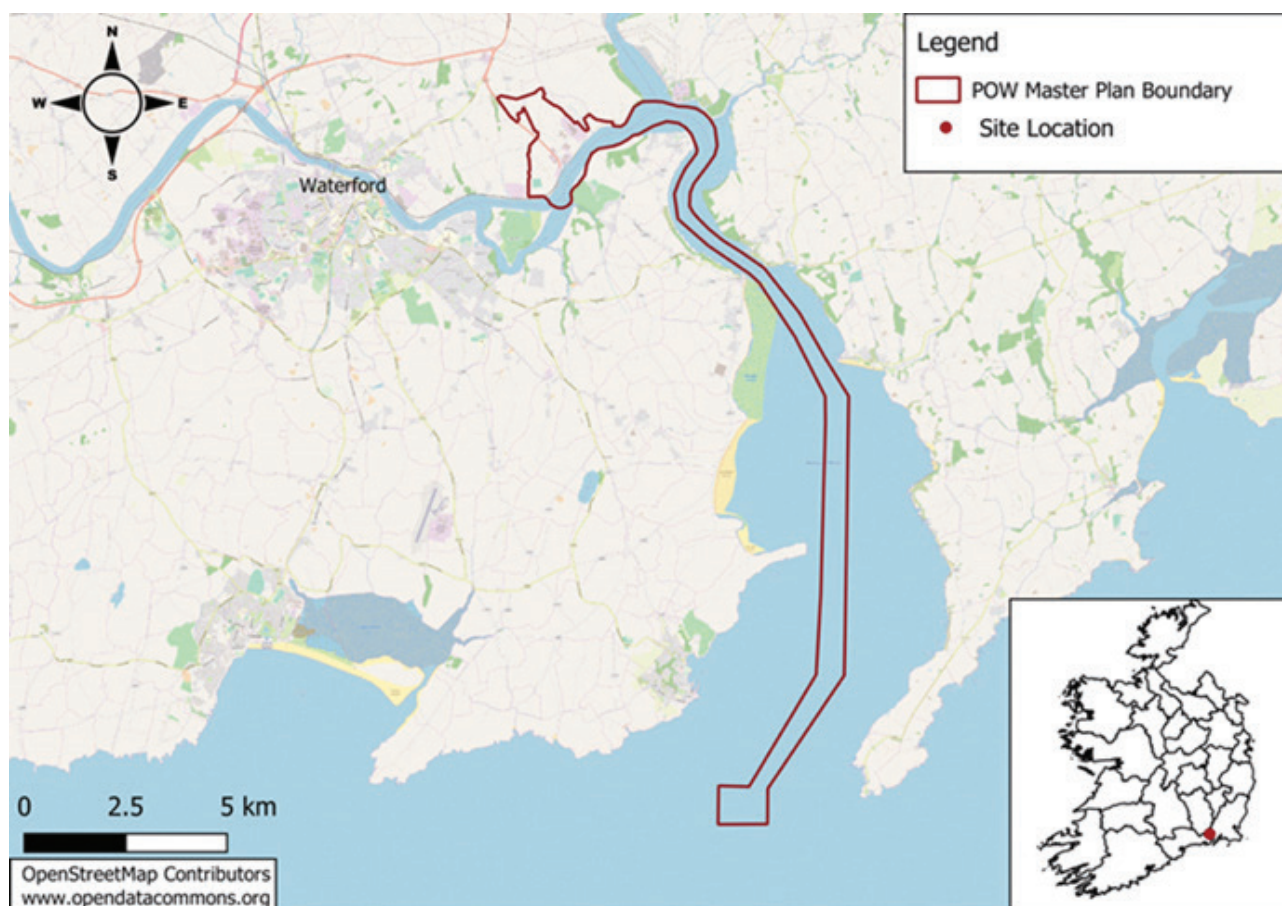 N
W
E
S
Waterford
Legend
POW Master Plan Boundary
Site Location
0 2.5 5 km
OpenStreetMap Contributors
www.opendatacommons.org